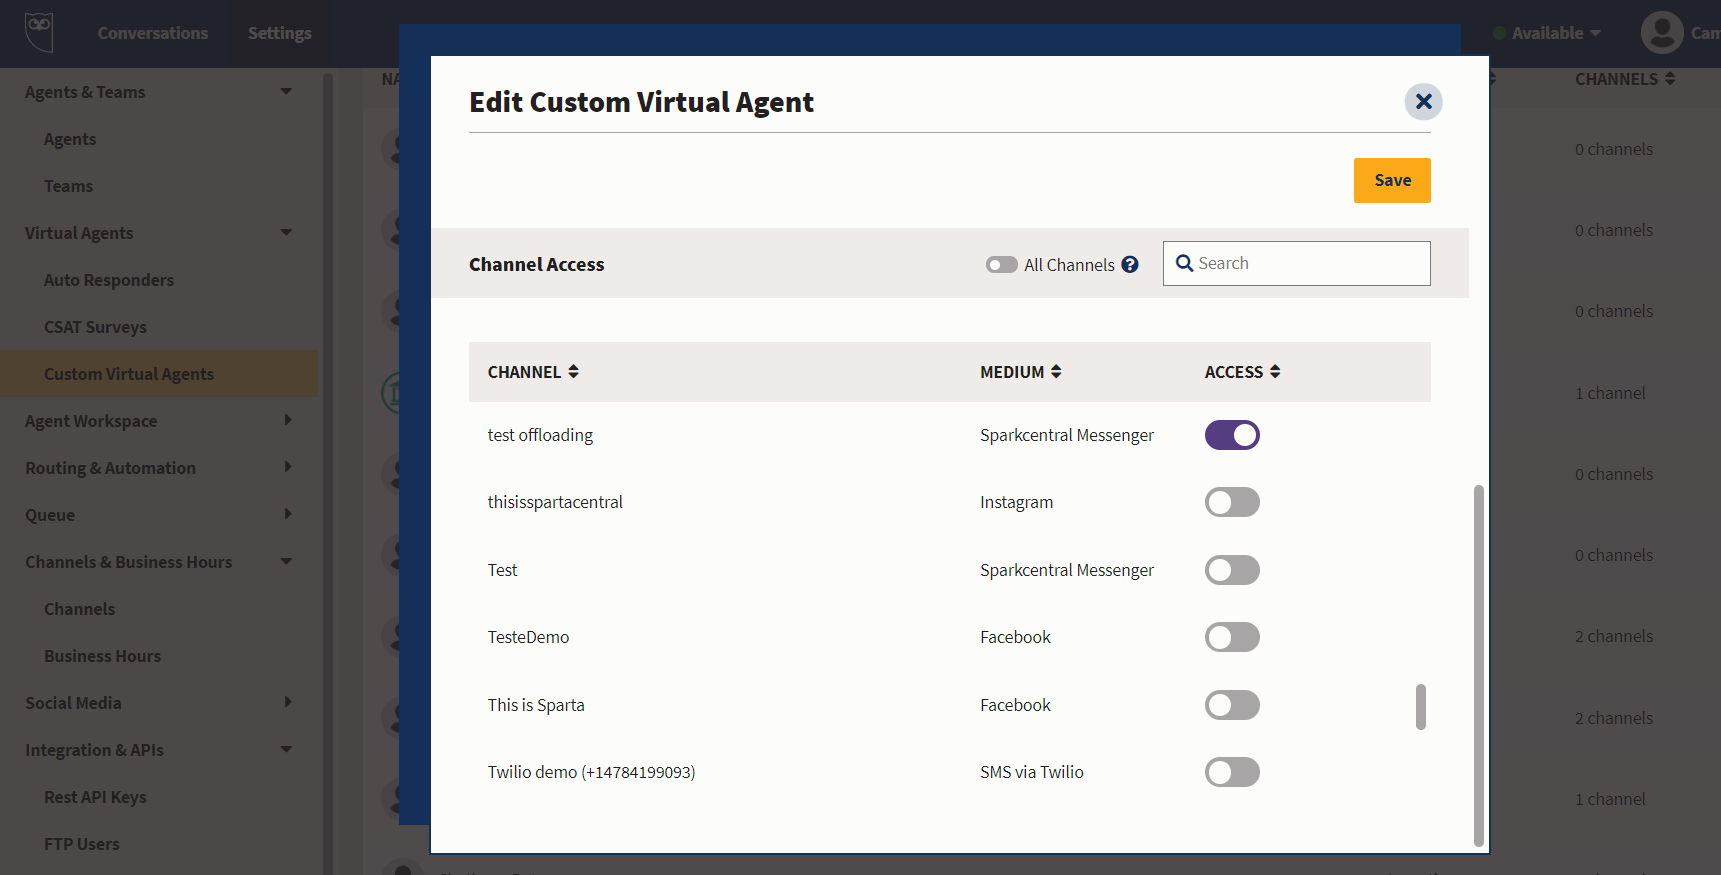 Conversations
Settings
Available
Cam
Agents & Teams
Agents
Teams
Virtual Agents
Auto Responders
CSAT Surveys
Custom Virtual Agents
Agent Workspace
Routing & Automation
Queue
Channels & Business Hours
Channels
Business Hours
Social Media
Integration & APIs
Rest API Keys
FTP Users
NA
CHANNELS
0 channels
0 channels
0 channels
1 channel
0 channels
0 channels
2 channels
2 channels
1 channel
Edit Custom Virtual Agent
Save
Channel Access
All Channels
Search
CHANNEL MEDIUM ACCESS
test offloading Sparkcentral Messenger
thisisspartacentral Instagram
Test Sparkcentral Messenger
TesteDemo Facebook
This is Sparta Facebook
Twilio demo (+14784199093) SMS via Twilio